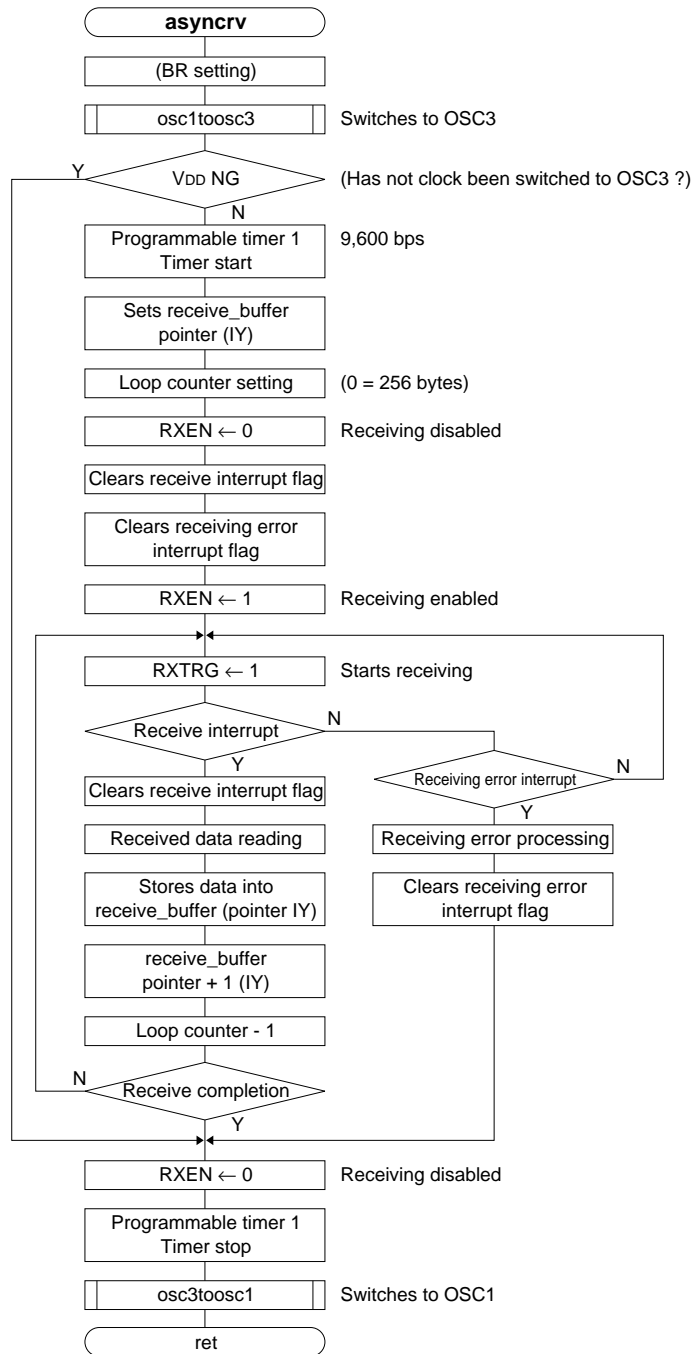 asyncrv
(BR setting)
osc1toosc3
Switches to OSC3
Y
VDD NG
(Has not clock been switched to OSC3 ?)
N
Programmable timer 1
Timer start
9,600 bps
Sets receive_buffer
pointer (IY)
Loop counter setting
(0 = 256 bytes)
RXEN ← 0
Receiving disabled
Clears receive interrupt flag
Clears receiving error
interrupt flag
RXEN ← 1
Receiving enabled
RXTRG ← 1
Starts receiving
Receive interrupt
N
Y
Receiving error interrupt
N
Y
Clears receive interrupt flag
Received data reading
Stores data into
receive_buffer (pointer IY)
receive_buffer
pointer + 1 (IY)
Loop counter - 1
Receiving error processing
Clears receiving error
interrupt flag
N
Receive completion
Y
RXEN ← 0
Receiving disabled
Programmable timer 1
Timer stop
osc3toosc1
Switches to OSC1
ret